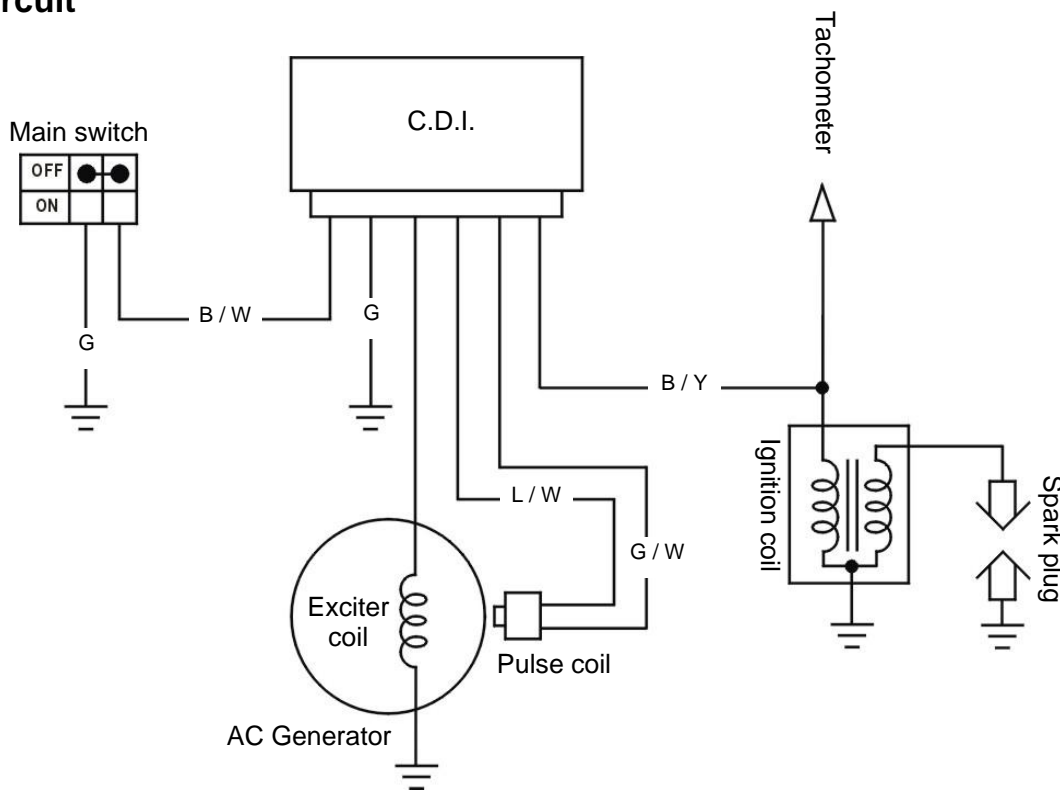 rcuit
Tachometer
C.D.I.
Main switch
OFF
ON
B / W
G
G
B / Y
Ignition coil
L / W
Spark plug
G / W
Exciter
coil
Pulse coil
AC Generator